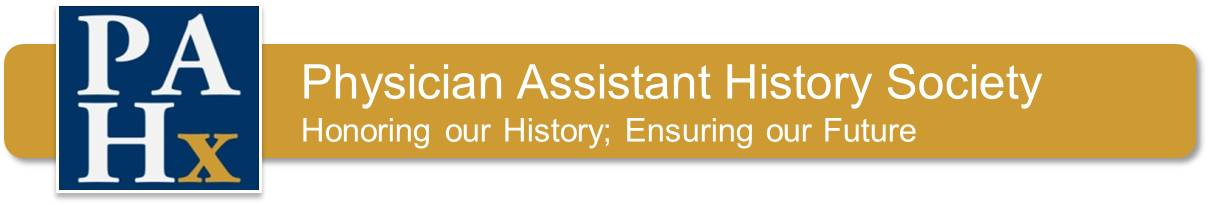 PA
Hx
Physician Assistant History Society
Honoring our History; Ensuring our Future